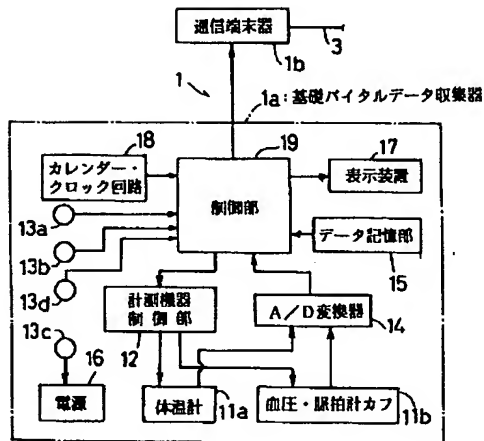 通信端末器
1b
3
1
1a:基礎バイタルデータ収集器
18
カレンダー・
クロック回路
19
制御部
17
表示装置
13a
13b
13d
データ記憶部
15
計測機器
制御部
12
A/D変換器
14
13c
16
電源
体温計
11a
血圧・脈拍計カフ
11b